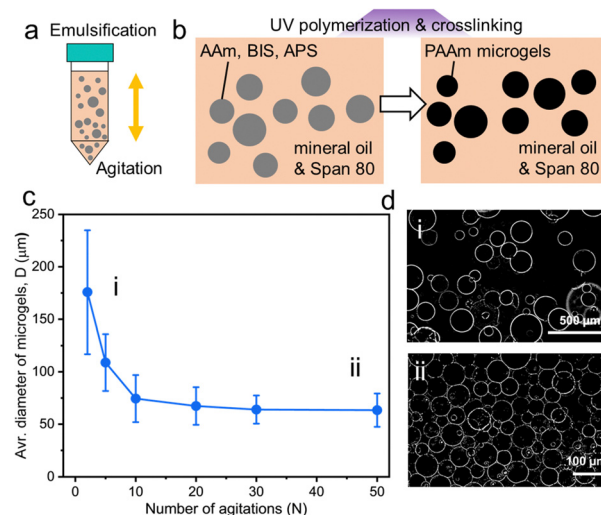 a
Emulsification
Agitation
b
UV polymerization & crosslinking
AAm, BIS, APS
mineral oil
& Span 80
PAAm microgels
mineral oil
& Span 80
c
Avr. diameter of microgels, D (μm)
250
200
150
100
50
0
i
ii
0
10
20
30
40
50
Number of agitations (N)
d
i
500 μm
ii
100 μm